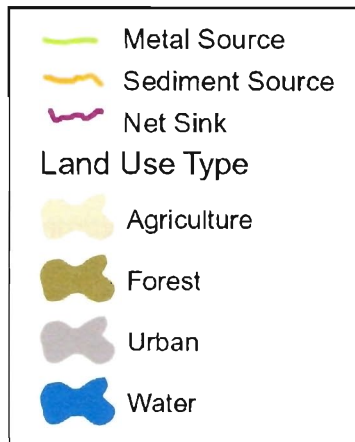 Metal Source
Sediment Source
Net Sink
Land Use Type
Agriculture
Forest
Urban
Water